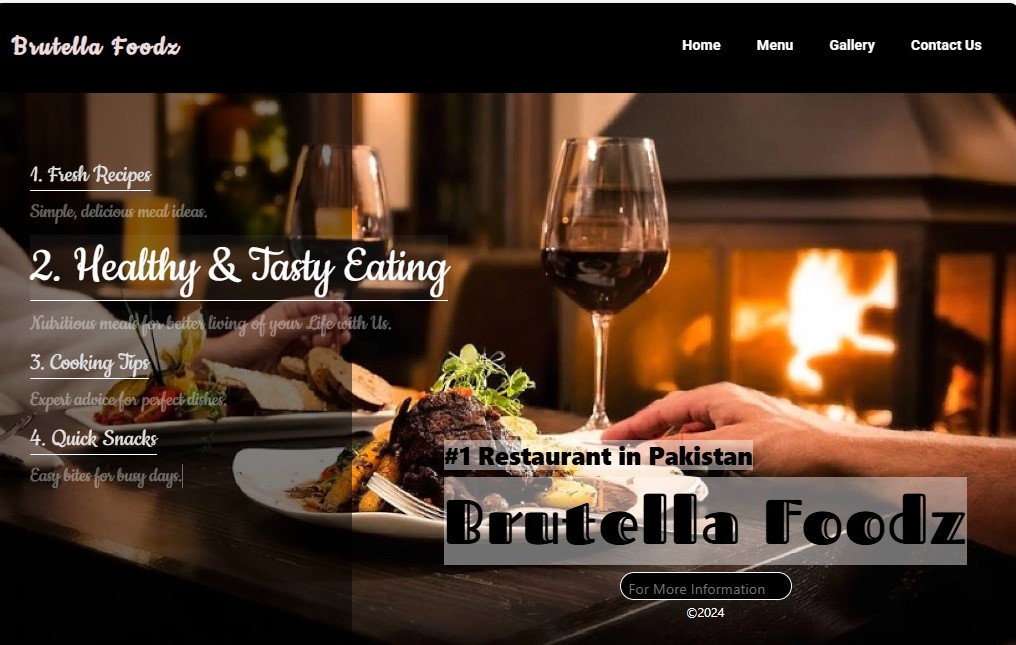 Brutella Foodz
Home Menu Gallery Contact Us
1. Fresh Recipes
Simple, delicious meal ideas.
2. Healthy & Tasty Eating
Nutritious meals for better living of your Life with Us.
3. Cooking Tips
Expert advice for perfect dishes.
4. Quick Snacks
Easy bites for busy days.
#1 Restaurant in Pakistan
Brutella Foodz
For More Information
©2024